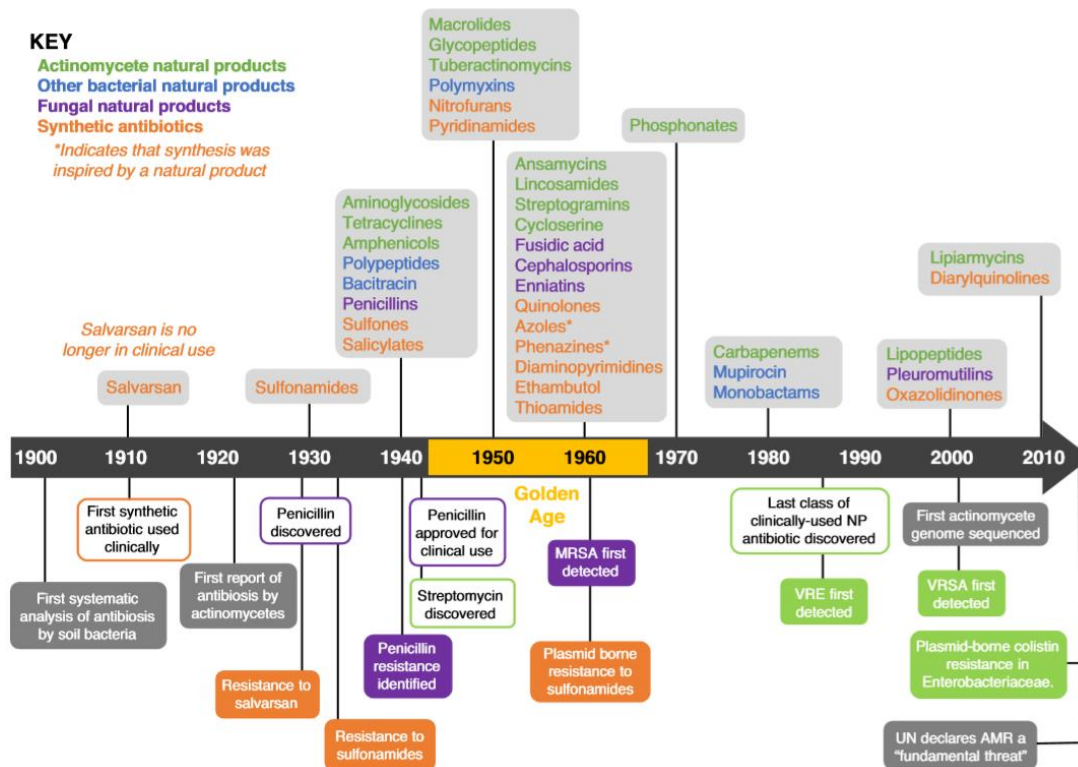 KEY
Actinomycete natural products
Other bacterial natural products
Fungal natural products
Synthetic antibiotics
*Indicates that synthesis was
inspired by a natural product
Salvarsan is no
longer in clinical use
Salvarsan
Sulfonamides
Aminoglycosides
Tetracyclines
Amphenicols
Polypeptides
Bacitracin
Penicillins
Sulfones
Salicylates
Macrolides
Glycopeptides
Tuberactinomycins
Polymyxins
Nitrofurans
Pyridinamides
Ansamycins
Lincosamides
Streptogramins
Cycloserine
Fusidic acid
Cephalosporins
Enniatins
Quinolones
Azoles*
Phenazines*
Diaminopyrimidines
Ethambutol
Thioamides
Phosphonates
Carbapenems
Mupirocin
Monobactams
Lipopeptides
Pleuromutilins
Oxazolidinones
Lipiarmycins
Diarylquinolines
1900 1910 1920 1930 1940 1950 1960 1970 1980 1990 2000 2010
Golden
Age
First systematic
analysis of antibiosis
by soil bacteria
First synthetic
antibiotic used
clinically
First report of
antibiosis by
actinomycetes
Penicillin
discovered
Resistance to
salvarsan
Resistance to
sulfonamides
Penicillin
resistance
identified
Penicillin
approved for
clinical use
Streptomycin
discovered
MRSA first
detected
Plasmid borne
resistance to
sulfonamides
Last class of
clinically-used NP
antibiotic discovered
VRE first
detected
First actinomycete
genome sequenced
VRSA first
detected
Plasmid-borne colistin
resistance in
Enterobacteriaceae.
UN declares AMR a
"fundamental threat"